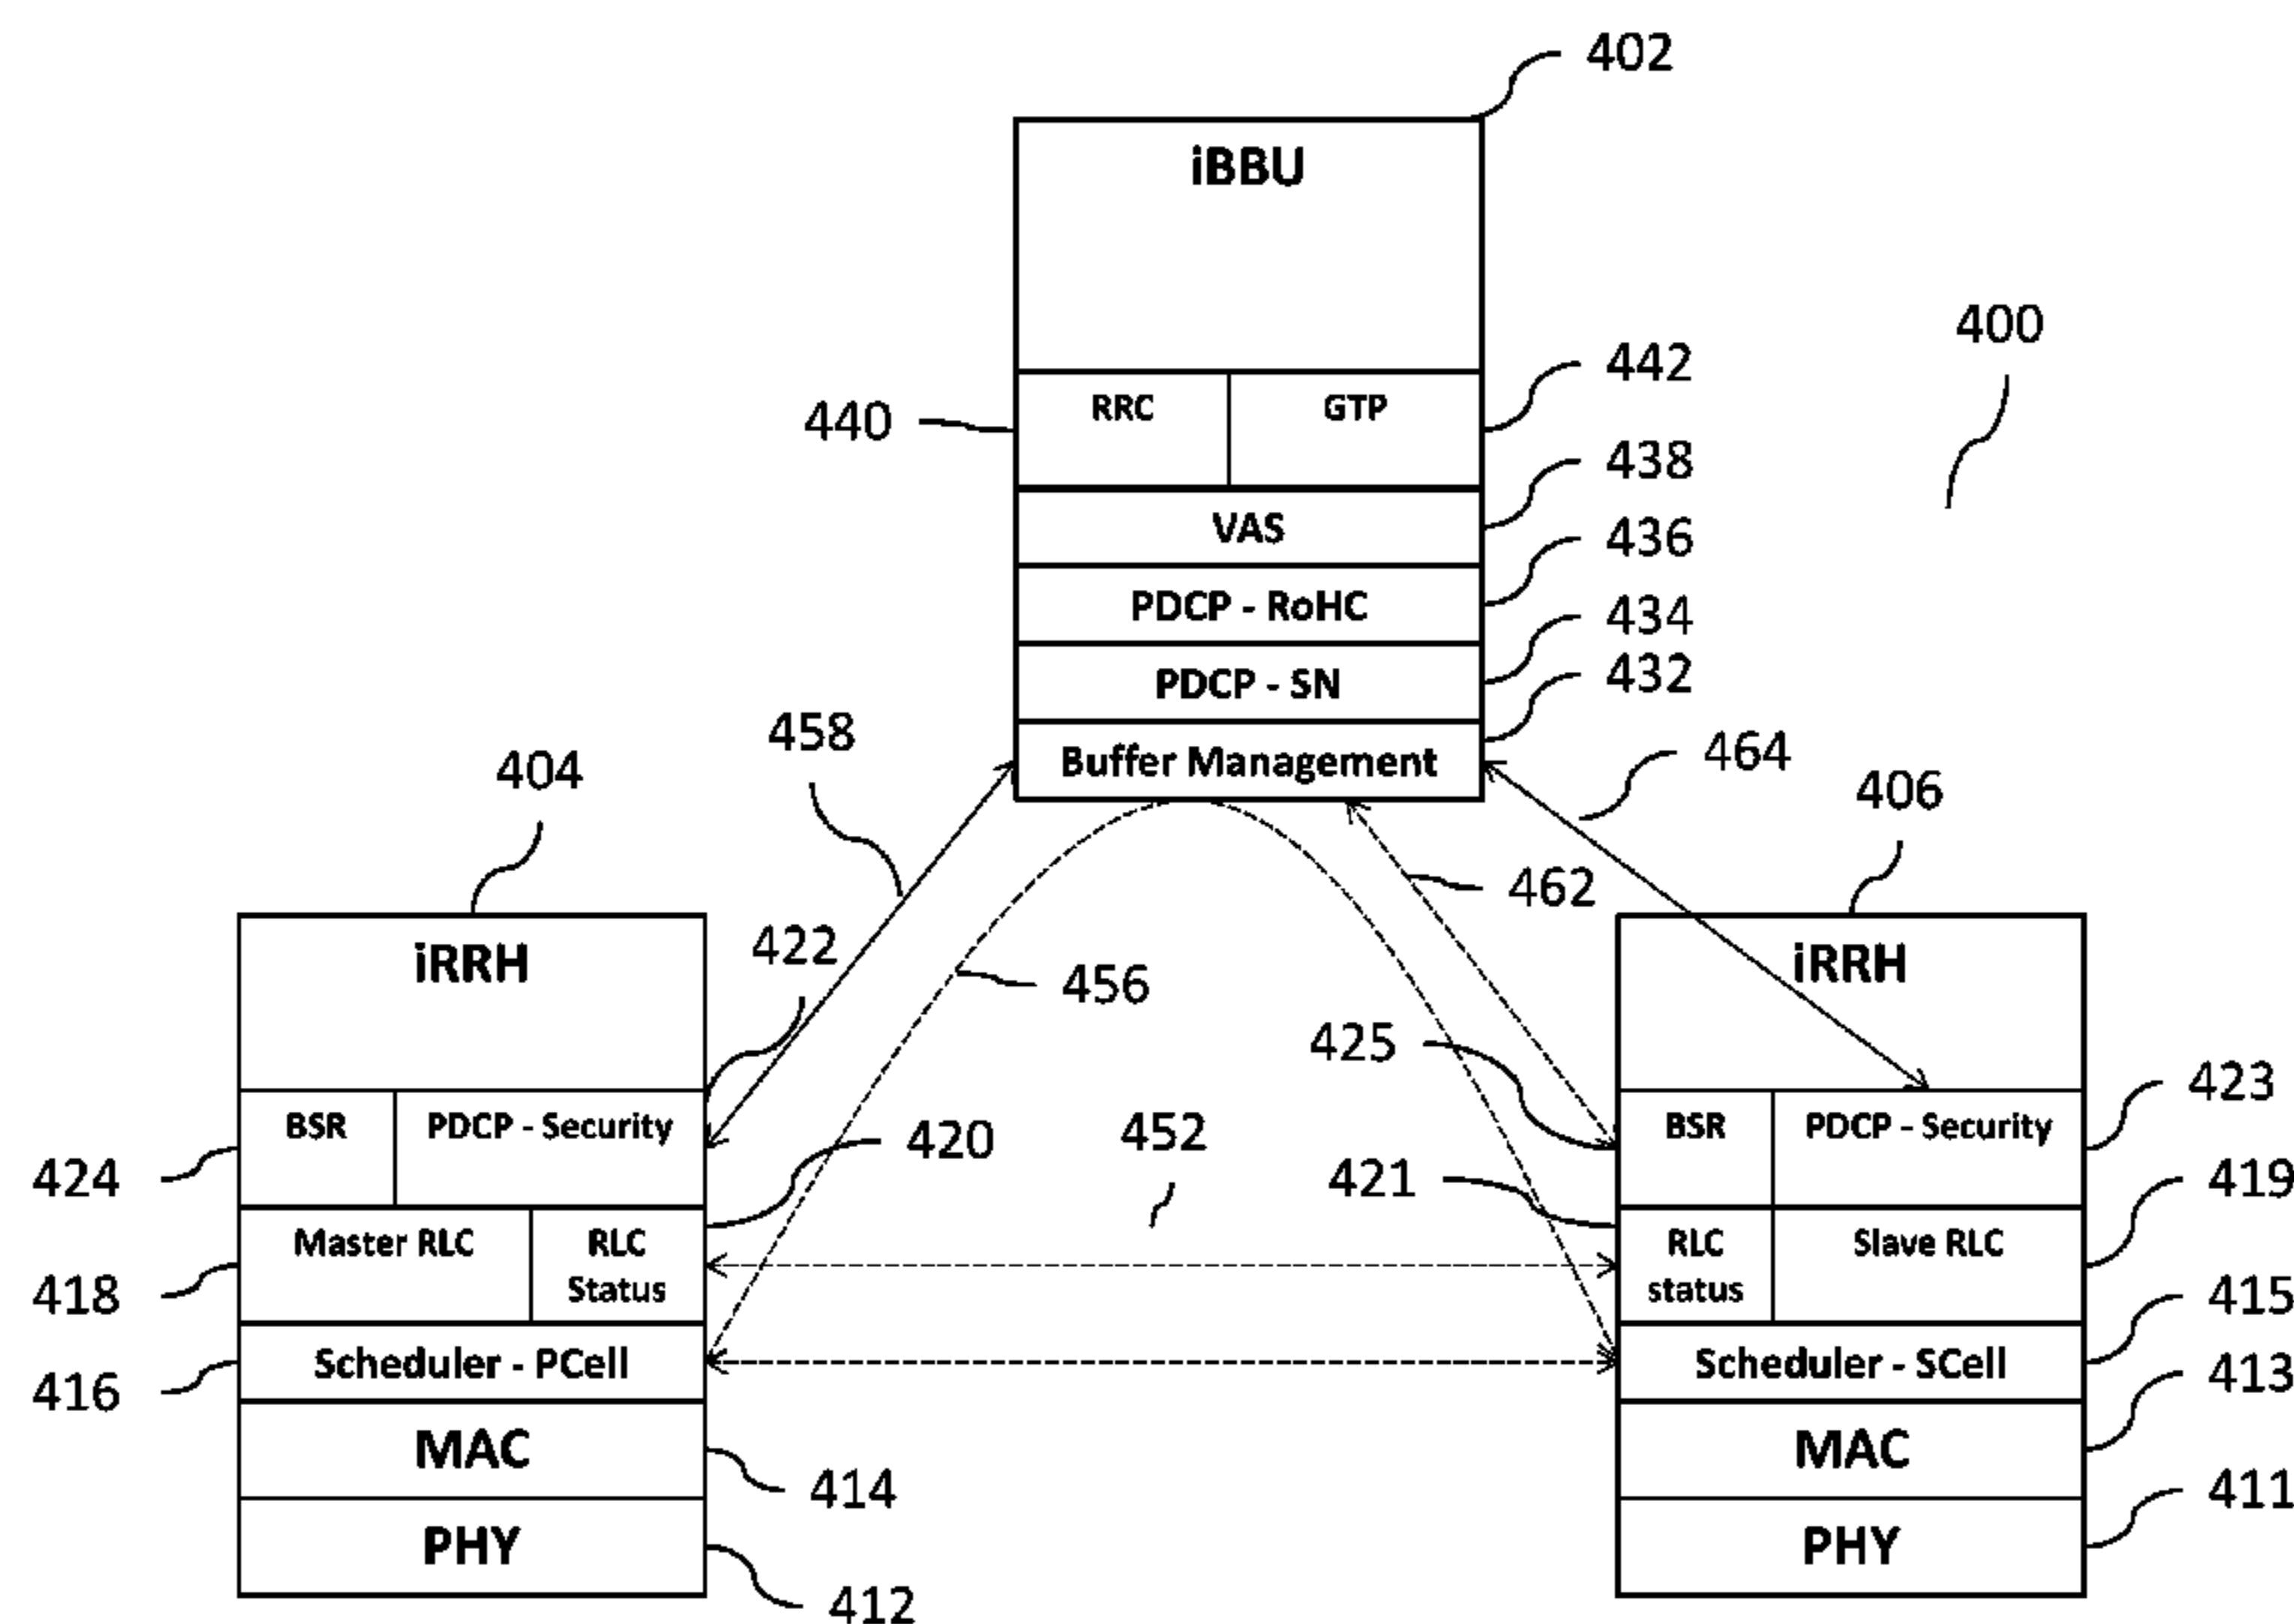 402
iBBU
400
442
440
RRC
GTP
438
VAS
436
PDCP - RoHC
434
PDCP - SN
432
458
Buffer Management
464
404
406
462
422
iRRH
456
iRRH
425
423
BSR
PDCP - Security
420
452
BSR
PDCP - Security
424
421
419
Master RLC
RLC
Status
RLC
status
Slave RLC
418
415
Scheduler - PCell
Scheduler - SCell
416
413
MAC
MAC
414
411
PHY
PHY
412